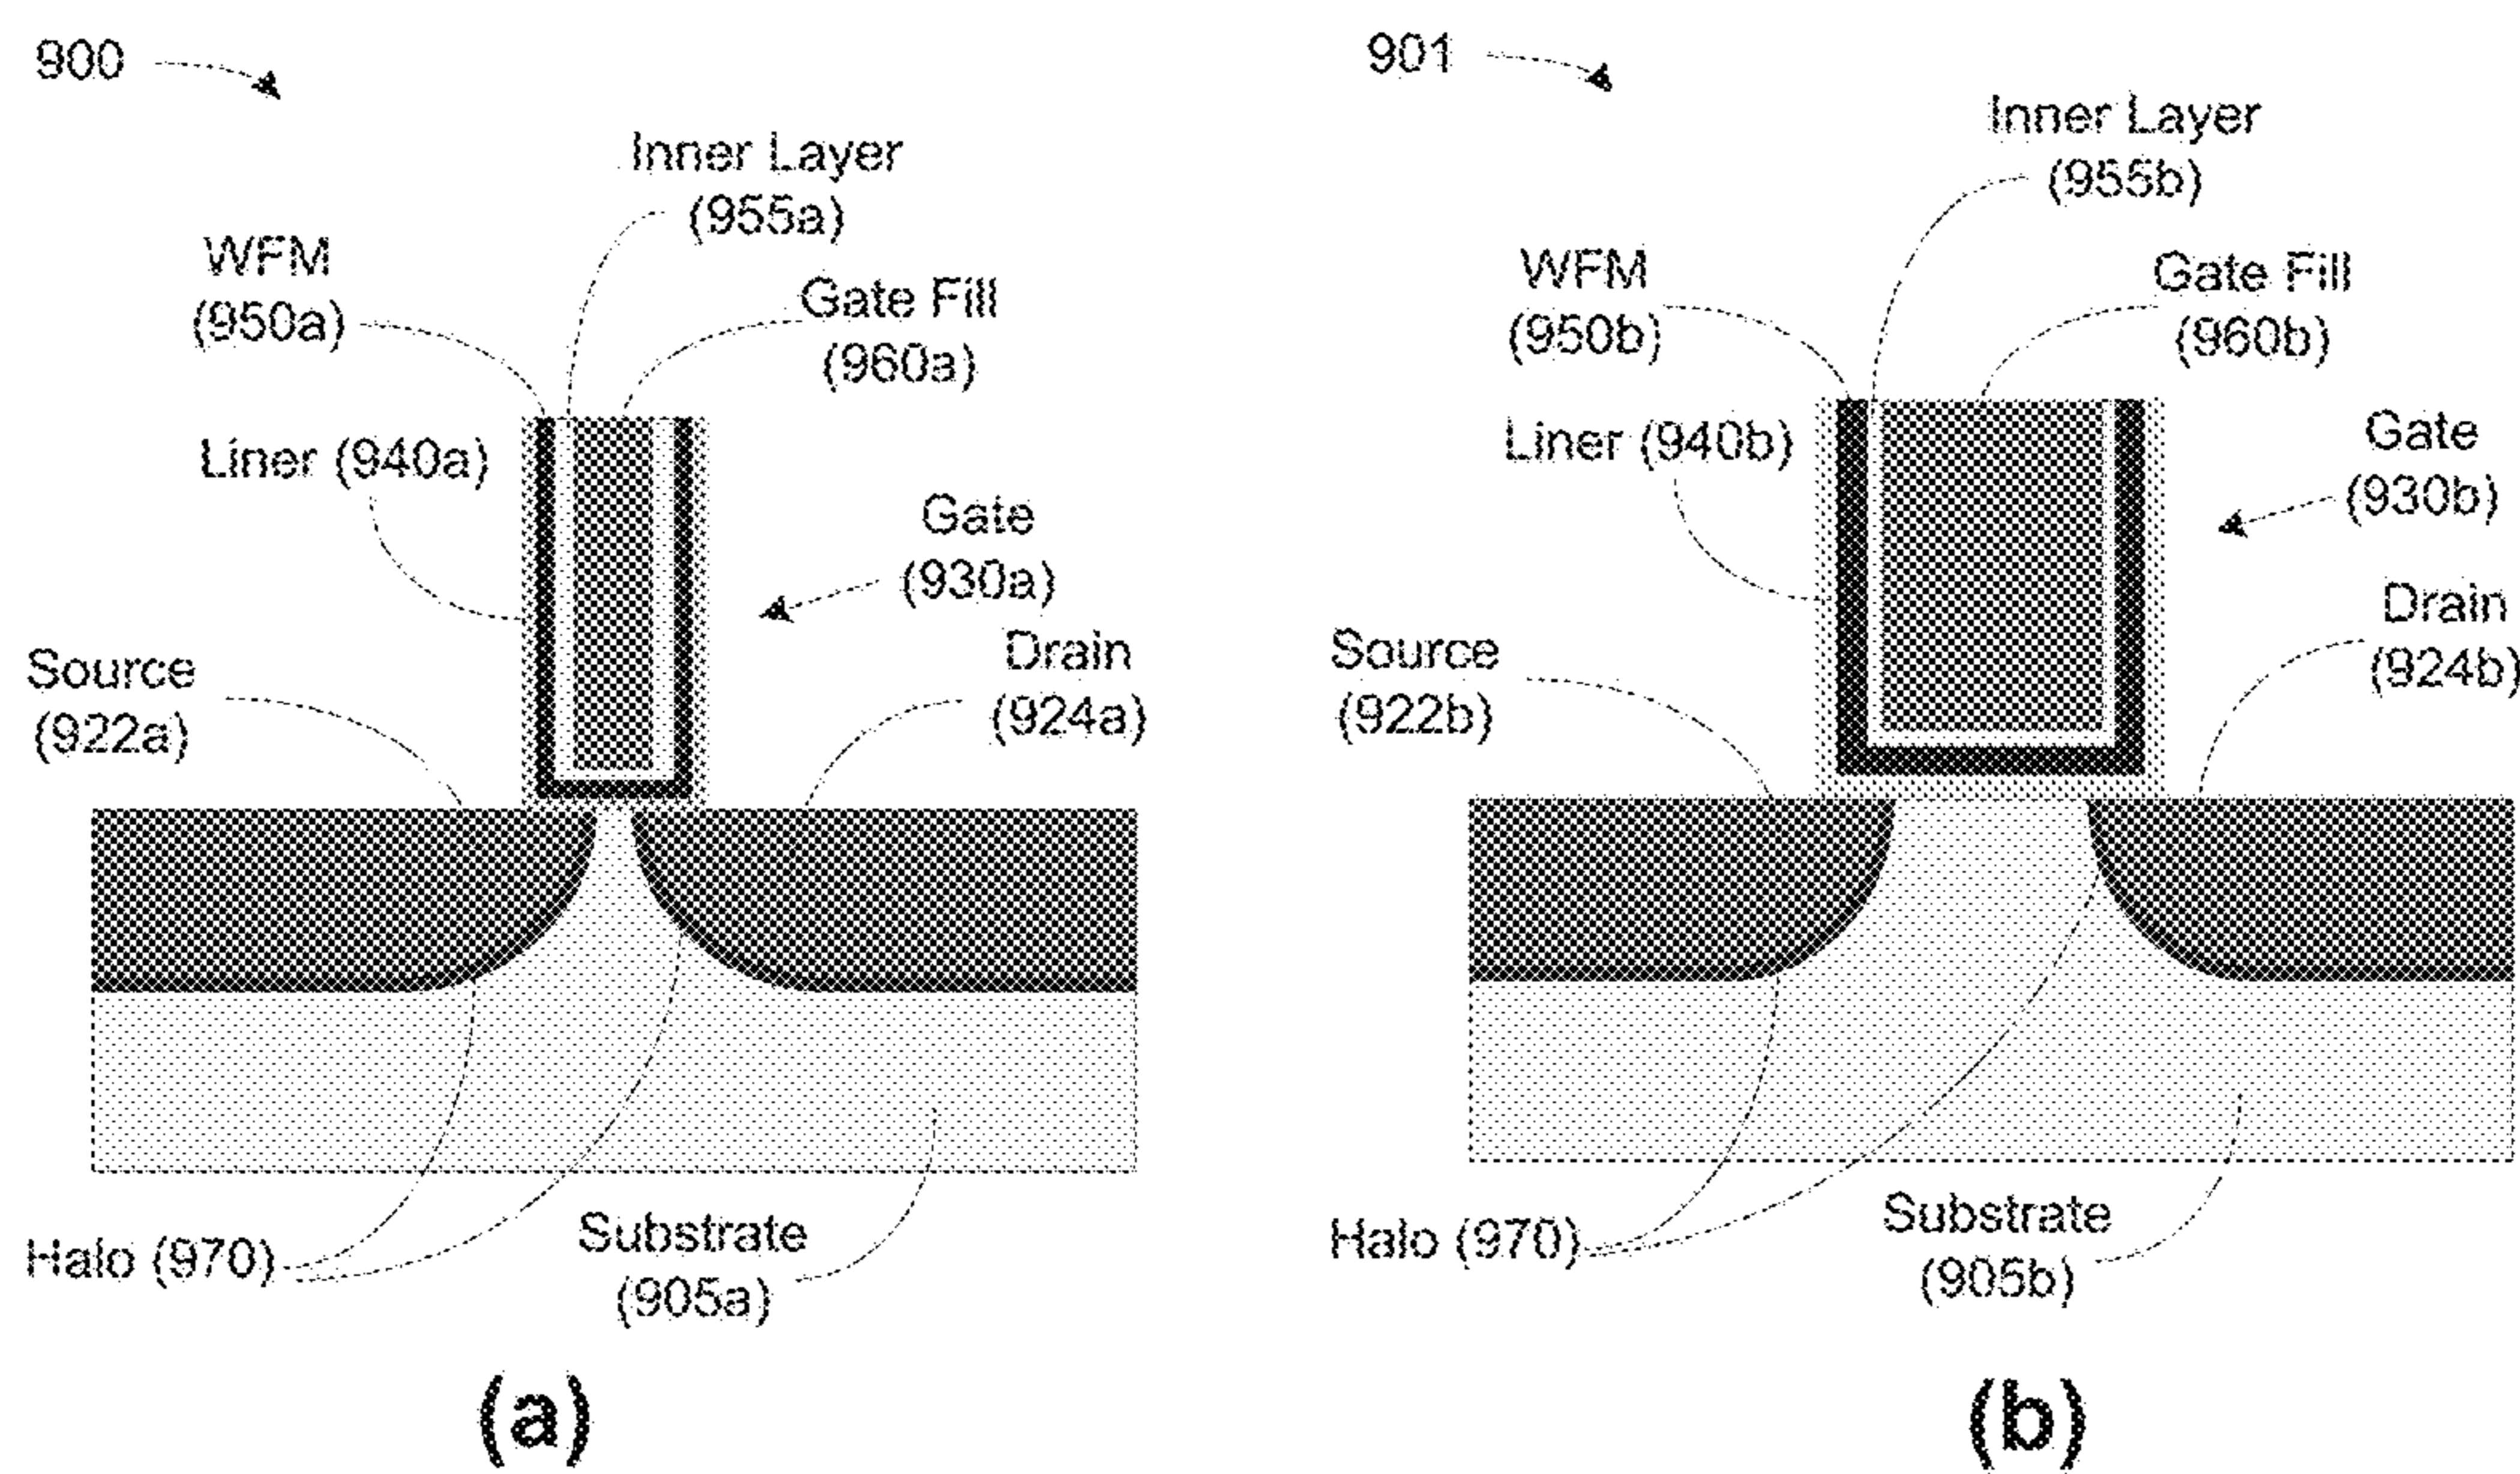 900
Inner Layer
(955a)
WFM
(950a)
Gate Fill
(960a)
Liner (940a)
Gate
(930a)
Drain
(924a)
Source
(922a)
Halo (970)
Substrate
(905a)
(a)
901
Inner Layer
(955b)
WFM
(950b)
Gate Fill
(960b)
Liner (940b)
Gate
(930b)
Drain
(924b)
Source
(922b)
Halo (970)
Substrate
(905b)
(b)